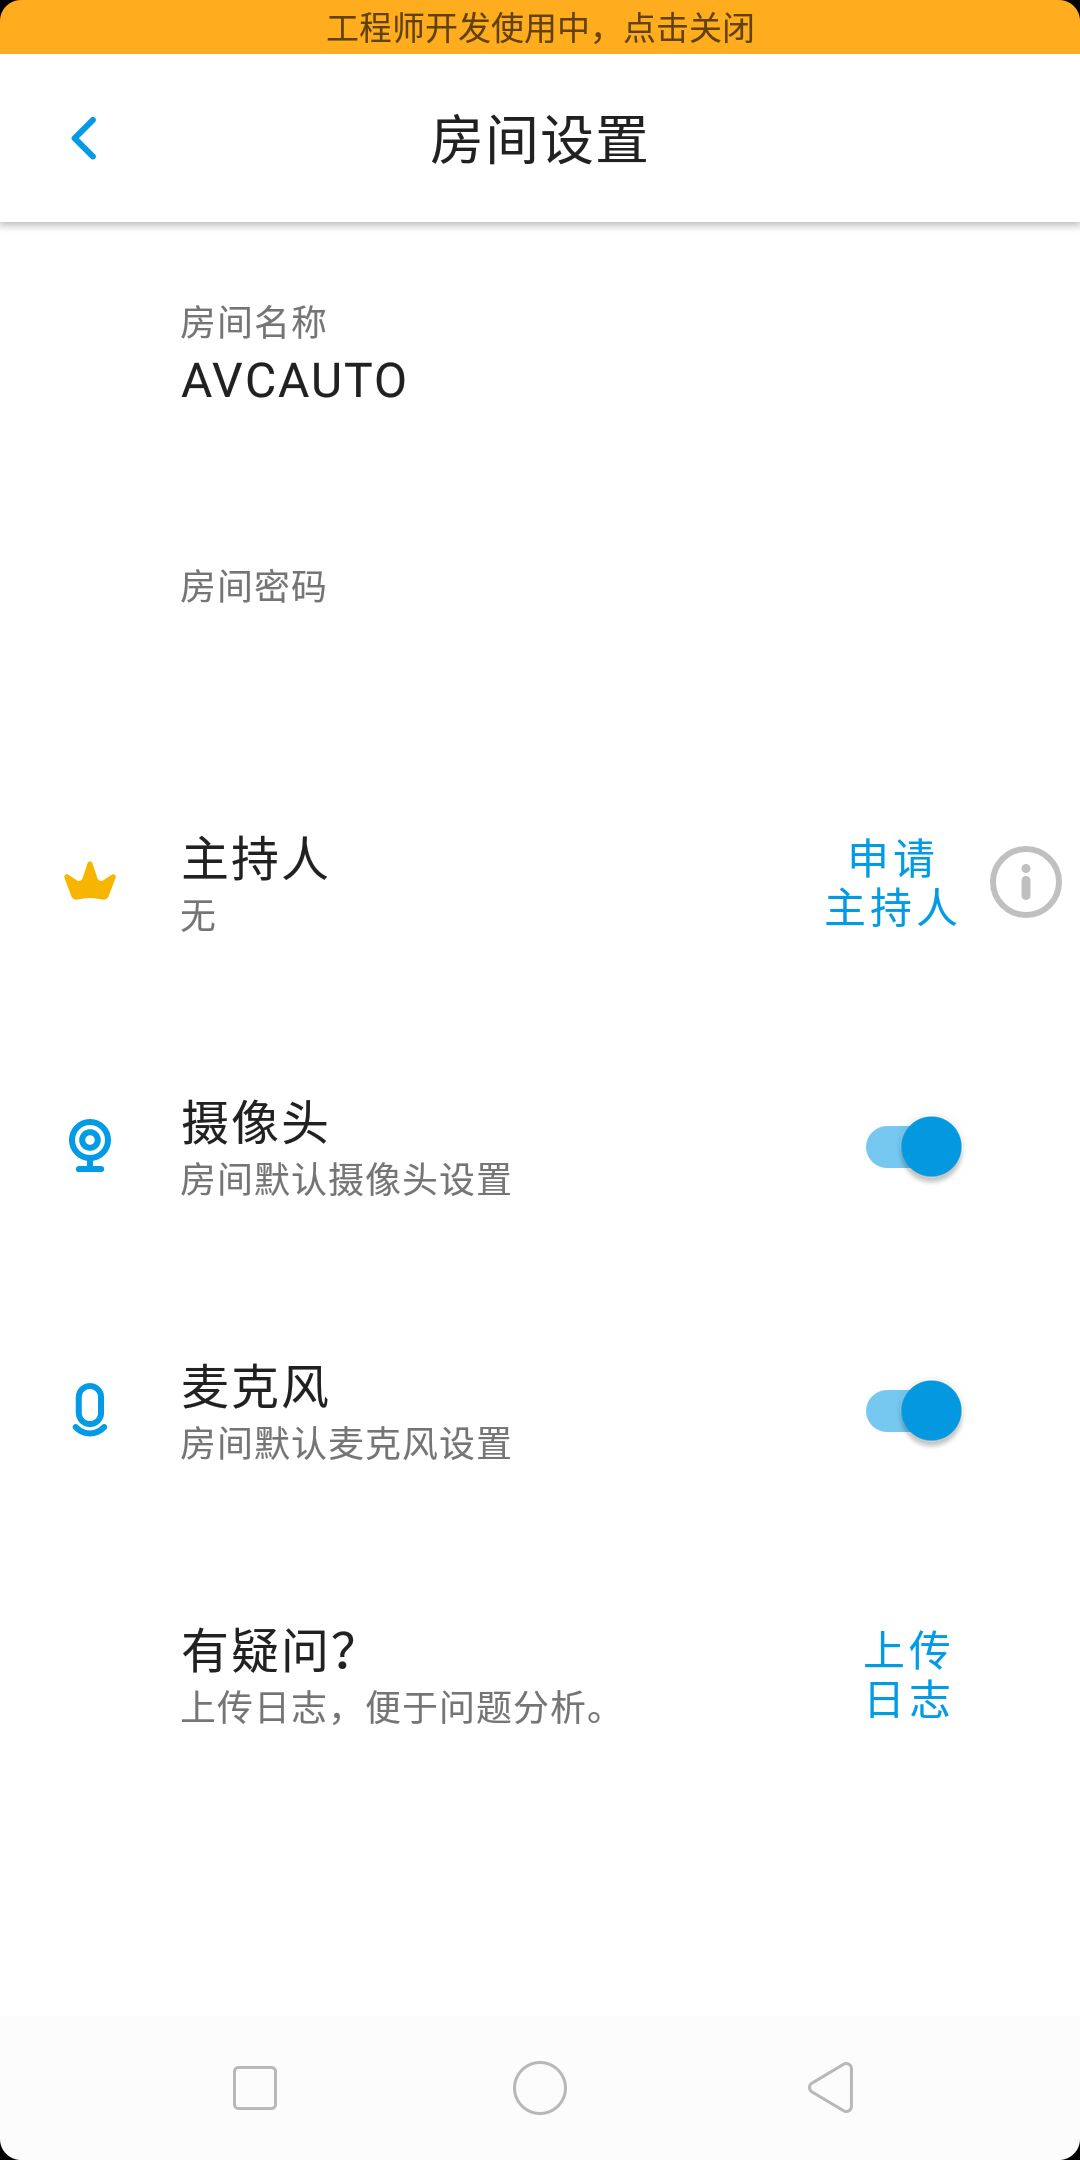 工程师开发使用中，点击关闭
房间设置
房间名称
AVCAUTO
房间密码
主持人
无
申请
主持人
摄像头
房间默认摄像头设置
麦克风
房间默认麦克风设置
有疑问？
上传日志，便于问题分析。
上传
日志